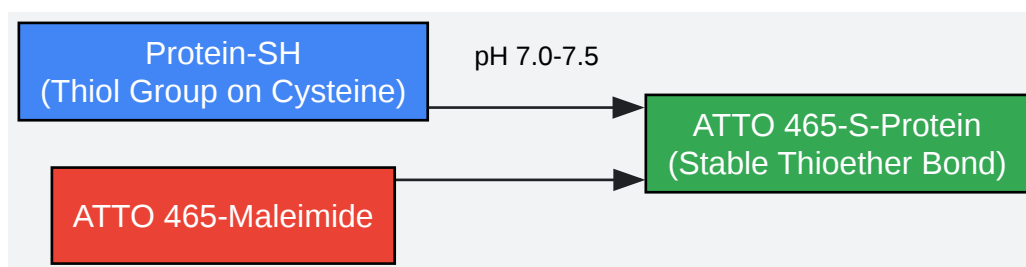 Protein-SH
(Thiol Group on Cysteine)
pH 7.0-7.5
ATTO 465-Maleimide
ATTO 465-S-Protein
(Stable Thioether Bond)